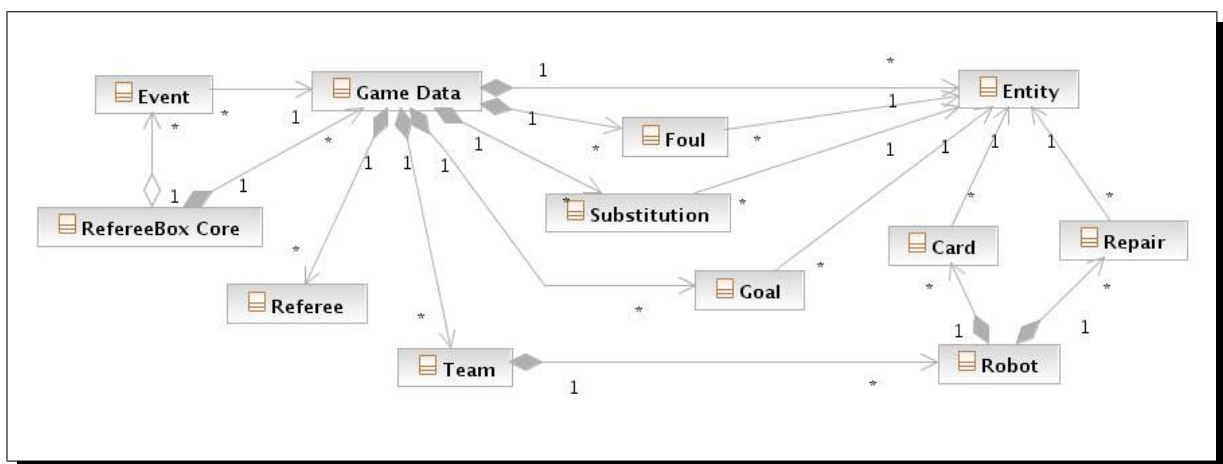 1 *
Event Game Data Entity
* * 1 1 * 1
Foul
* *
1 1 1 1 1 1 1 1
1 1 * * * *
RefereeBox Core Substitution
Card Repair
* *
Referee Goal
* * * *
1 1
Team Robot
1 *